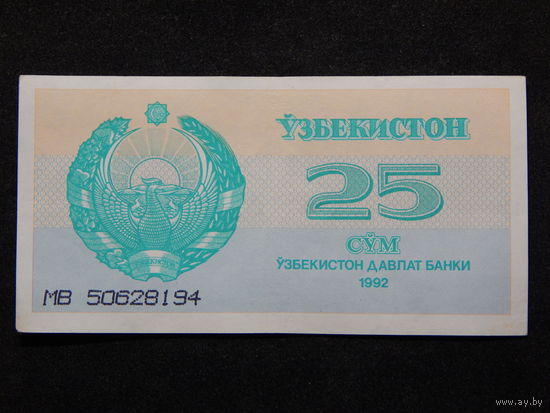 ЎЗБЕКИСТОН
25
СЎМ
ЎЗБЕКИСТОН ДАВЛАТ БАНКИ
1992
ЎЗБЕКИСТОН
МВ 50628194
www.ay.by